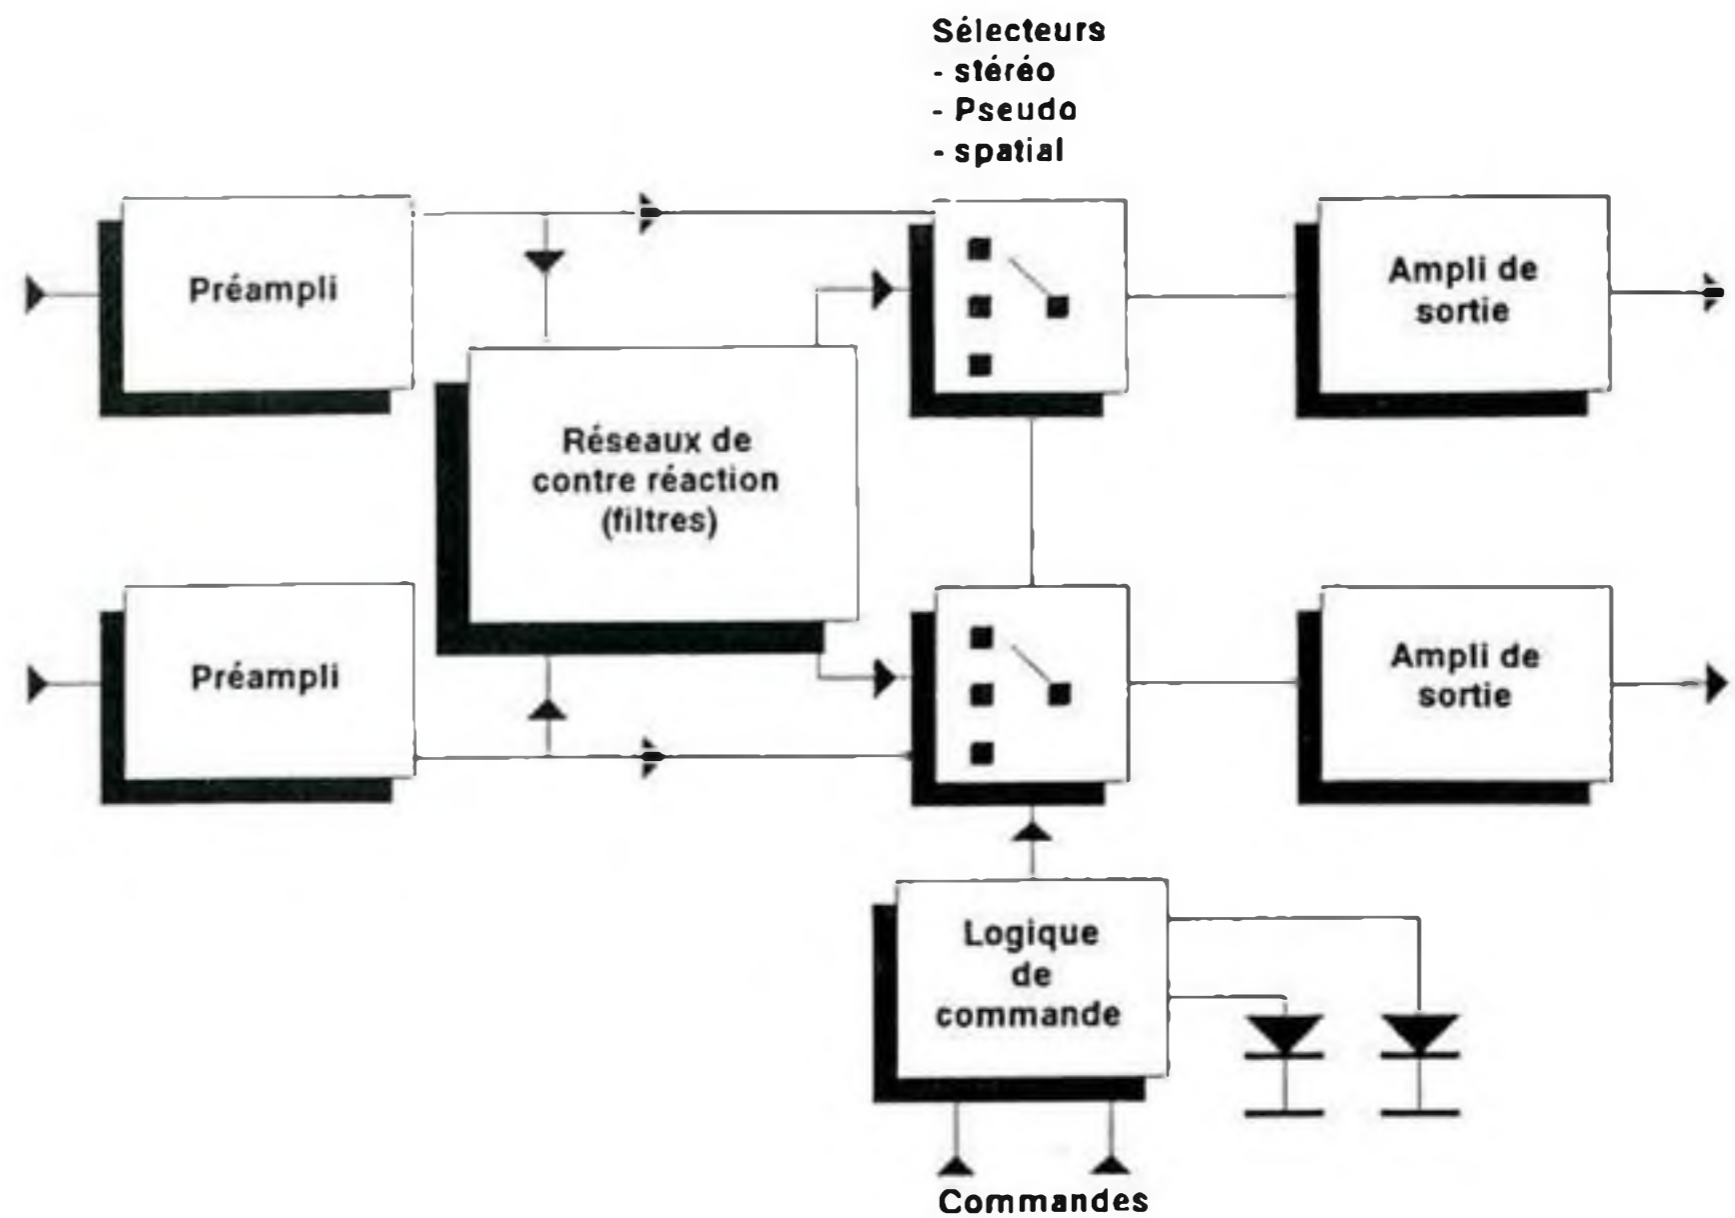 Sélecteurs
- stéréo
- Pseudo
- spatial
Préampli
Ampli de
sortie
Réseaux de
contre réaction
(filtres)
Préampli
Ampli de
sortie
Logique
de
commande
Commandes